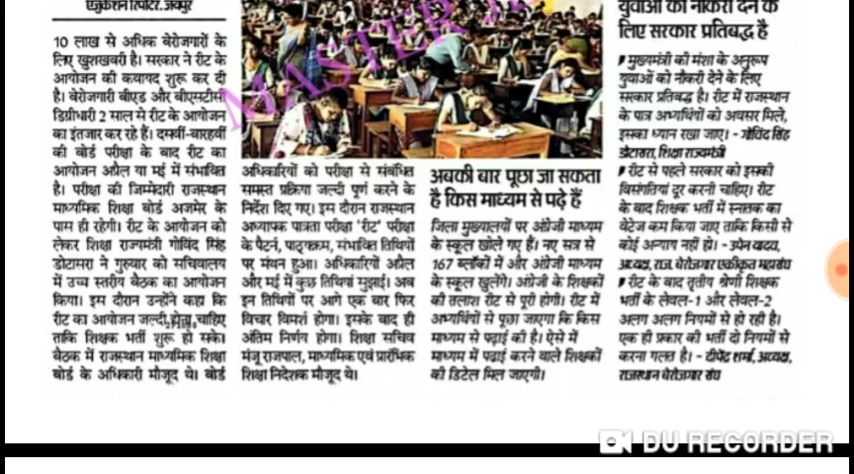 एजुकेशन रिपोर्टर. जयपुर
10 लाख से अधिक बेरोजगारों के
लिए खुशखबरी है। सरकार ने रीट के
आयोजन की कवायद शुरू कर दी
है। बेरोजगारी बीएड और बीएसटीसी
डिग्रीधारी 2 साल से रीट के आयोजन
का इंतजार कर रहे हैं। दसवीं-बारहवीं
की बोर्ड परीक्षा के बाद रीट का
आयोजन अप्रैल या मई में संभावित
है। परीक्षा की जिम्मेदारी राजस्थान
माध्यमिक शिक्षा बोर्ड अजमेर के
पास ही रहेगी। रीट के आयोजन को
लेकर शिक्षा राज्यमंत्री गोविंद सिंह
डोटासरा ने गुरुवार को सचिवालय
में उच्च स्तरीय बैठक का आयोजन
किया। इस दौरान उन्होंने कहा कि
रीट का आयोजन जल्दी होना चाहिए
ताकि शिक्षक भर्ती शुरू हो सके।
बैठक में राजस्थान माध्यमिक शिक्षा
बोर्ड के अधिकारी मौजूद थे। बोर्ड
MASTER
अधिकारियों को परीक्षा से संबंधित
समस्त प्रक्रिया जल्दी पूर्ण करने के
निर्देश दिए गए। इस दौरान राजस्थान
अध्यापक पात्रता परीक्षा 'रीट' परीक्षा
के पैटर्न, पाठ्यक्रम, संभावित तिथियों
पर मंथन हुआ। अधिकारियों अप्रैल
और मई में कुछ तिथियां सुझाई। अब
इन तिथियों पर आगे एक बार फिर
विचार विमर्श होगा। इसके बाद ही
अंतिम निर्णय होगा। शिक्षा सचिव
मंजू राजपाल, माध्यमिक एवं प्रारंभिक
शिक्षा निदेशक मौजूद थे।
अबकी बार पूछा जा सकता
है किस माध्यम से पढ़े हैं
जिला मुख्यालयों पर अंग्रेजी माध्यम
के स्कूल खोले गए हैं। नए सत्र से
167 ब्लॉकों में और अंग्रेजी माध्यम
के स्कूल खुलेंगे। अंग्रेजी के शिक्षकों
की तलाश रीट से पूरी होगी। रीट में
अभ्यर्थियों से पूछा जाएगा कि किस
माध्यम से पढ़ाई की है। ऐसे में
माध्यम में पढ़ाई करने वाले शिक्षकों
की डिटेल मिल जाएगी।
युवाओं को नौकरी देने के
लिए सरकार प्रतिबद्ध है
मुख्यमंत्री की मंशा के अनुरूप
युवाओं को नौकरी देने के लिए
सरकार प्रतिबद्ध है। रीट में राजस्थान
के पात्र अभ्यर्थियों को अवसर मिले,
इसका ध्यान रखा जाए। - गोविंद सिंह
डोटासरा, शिक्षा राज्यमंत्री
रीट से पहले सरकार को इसकी
विसंगतियां दूर करनी चाहिए। रीट
के बाद शिक्षक भर्ती में स्नातक का
वेटेज कम किया जाए ताकि किसी से
कोई अन्याय नहीं हो। - उपेन यादव,
अध्यक्ष, राज. बेरोजगार एकीकृत महासंघ
रीट के बाद तृतीय श्रेणी शिक्षक
भर्ती के लेवल-1 और लेवल-2
अलग अलग नियमों से हो रही है।
एक ही प्रकार की भर्ती दो नियमों से
करना गलत है। - दीपेंद्र शर्मा, अध्यक्ष,
राजस्थान बेरोजगार संघ
DU RECORDER